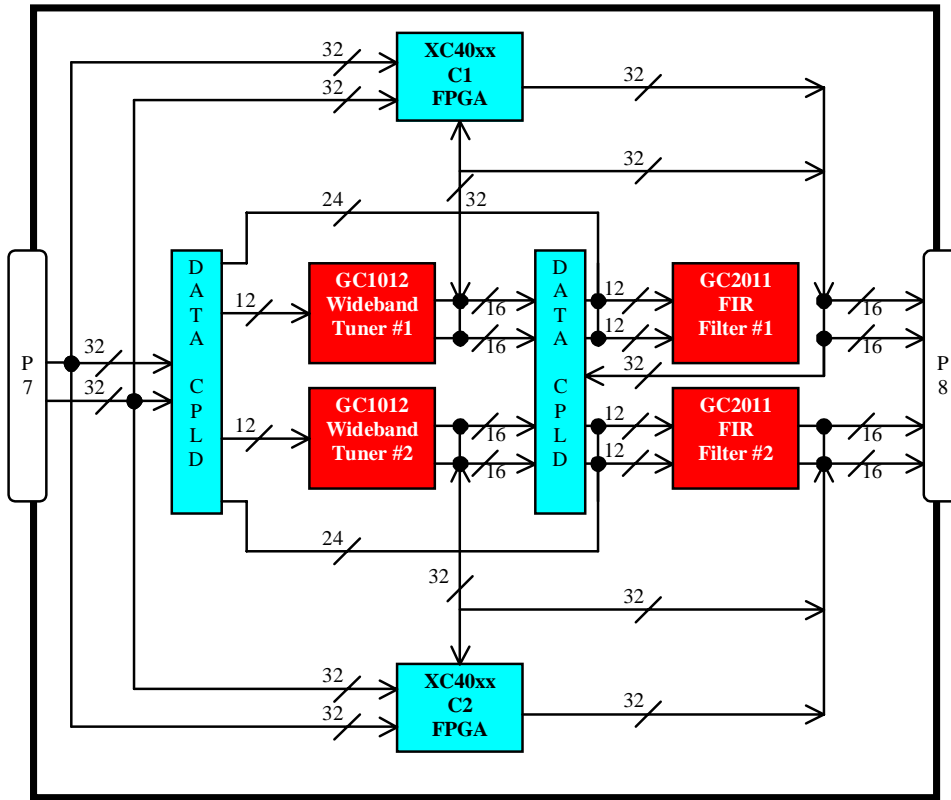 32
XC40xx
C1
FPGA
32
32
32
32
32
24
D
A
T
A
C
P
L
D
GC1012
Wideband
Tuner #1
12
16
16
D
A
T
A
C
P
L
D
12
12
GC2011
FIR
Filter #1
16
16
P
7
32
32
32
P
8
GC1012
Wideband
Tuner #2
12
16
16
12
12
GC2011
FIR
Filter #2
16
16
24
32
32
32
32
XC40xx
C2
FPGA
32